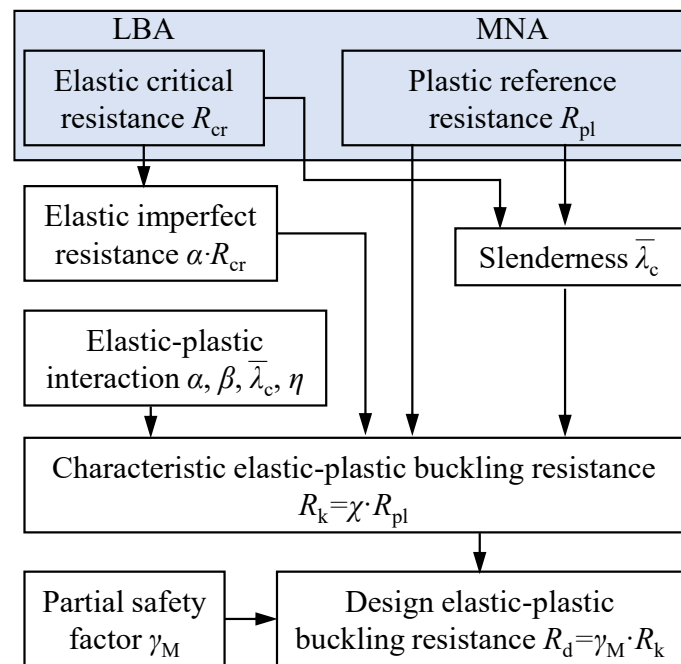 LBA
MNA
Elastic critical
resistance R_cr
Plastic reference
resistance R_pl
Elastic imperfect
resistance α·R_cr
Slenderness λ̅_c
Elastic-plastic
interaction α, β, λ̅_c, η
Characteristic elastic-plastic buckling resistance
R_k=χ·R_pl
Partial safety
factor γ_M
Design elastic-plastic
buckling resistance R_d=γ_M·R_k